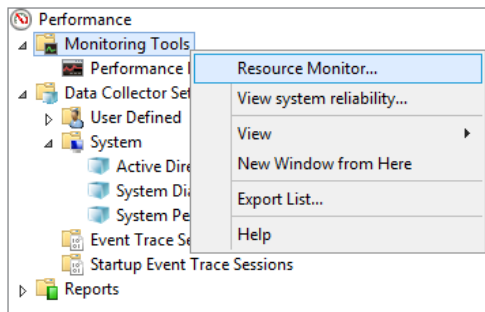 Performance
Monitoring Tools
Performance
Resource Monitor...
Data Collector Set
View system reliability...
User Defined
View
System
Active Dire
New Window from Here
System Dia
Export List...
System Pe
Event Trace Se
Help
Startup Event Trace Sessions
Reports